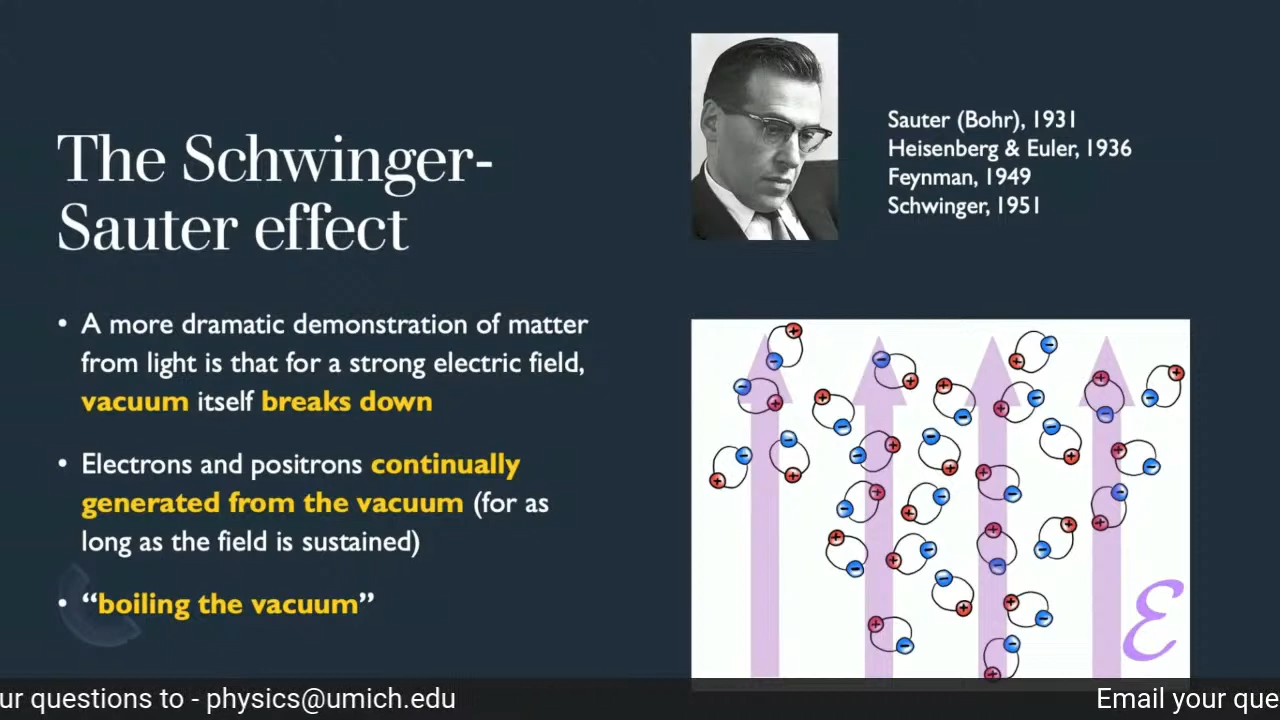 The Schwinger-
Sauter effect
• A more dramatic demonstration of matter
from light is that for a strong electric field,
vacuum itself breaks down
• Electrons and positrons continually
generated from the vacuum (for as
long as the field is sustained)
• “boiling the vacuum”
Sauter (Bohr), 1931
Heisenberg & Euler, 1936
Feynman, 1949
Schwinger, 1951
ℰ
ur questions to - physics@umich.edu
Email your que